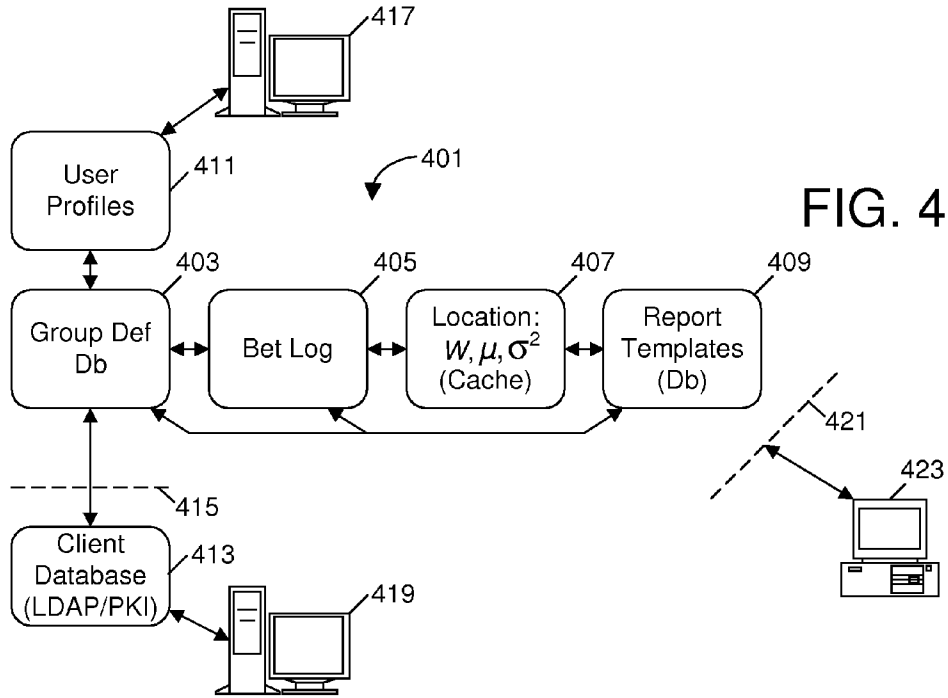 417
User
Profiles
411
401
FIG. 4
403
405
407
409
Group Def
Db
Bet Log
Location:
W, μ, σ²
(Cache)
Report
Templates
(Db)
421
423
415
Client
Database
(LDAP/PKI)
413
419